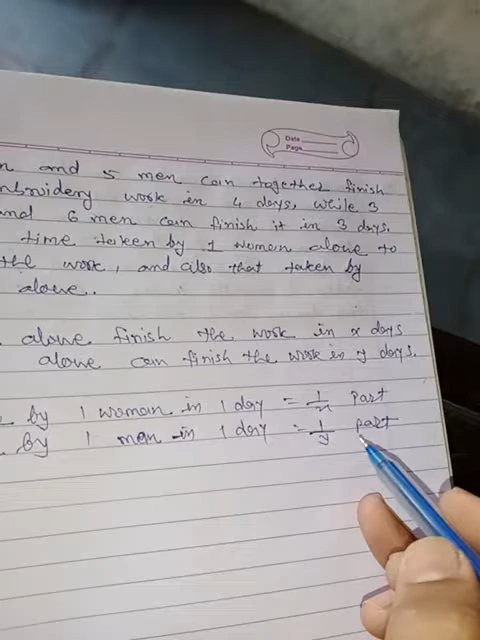 Date
Page
and 5 men can together finish
embroidery work in 4 days, while 3
and 6 men can finish it in 3 days.
time taken by 1 women alone to
the work, and also that taken by
alone.
alone finish the work in x days
alone can finish the work in y days.
by 1 woman in 1 day = 1/x part
by 1 men in 1 day = 1/y part